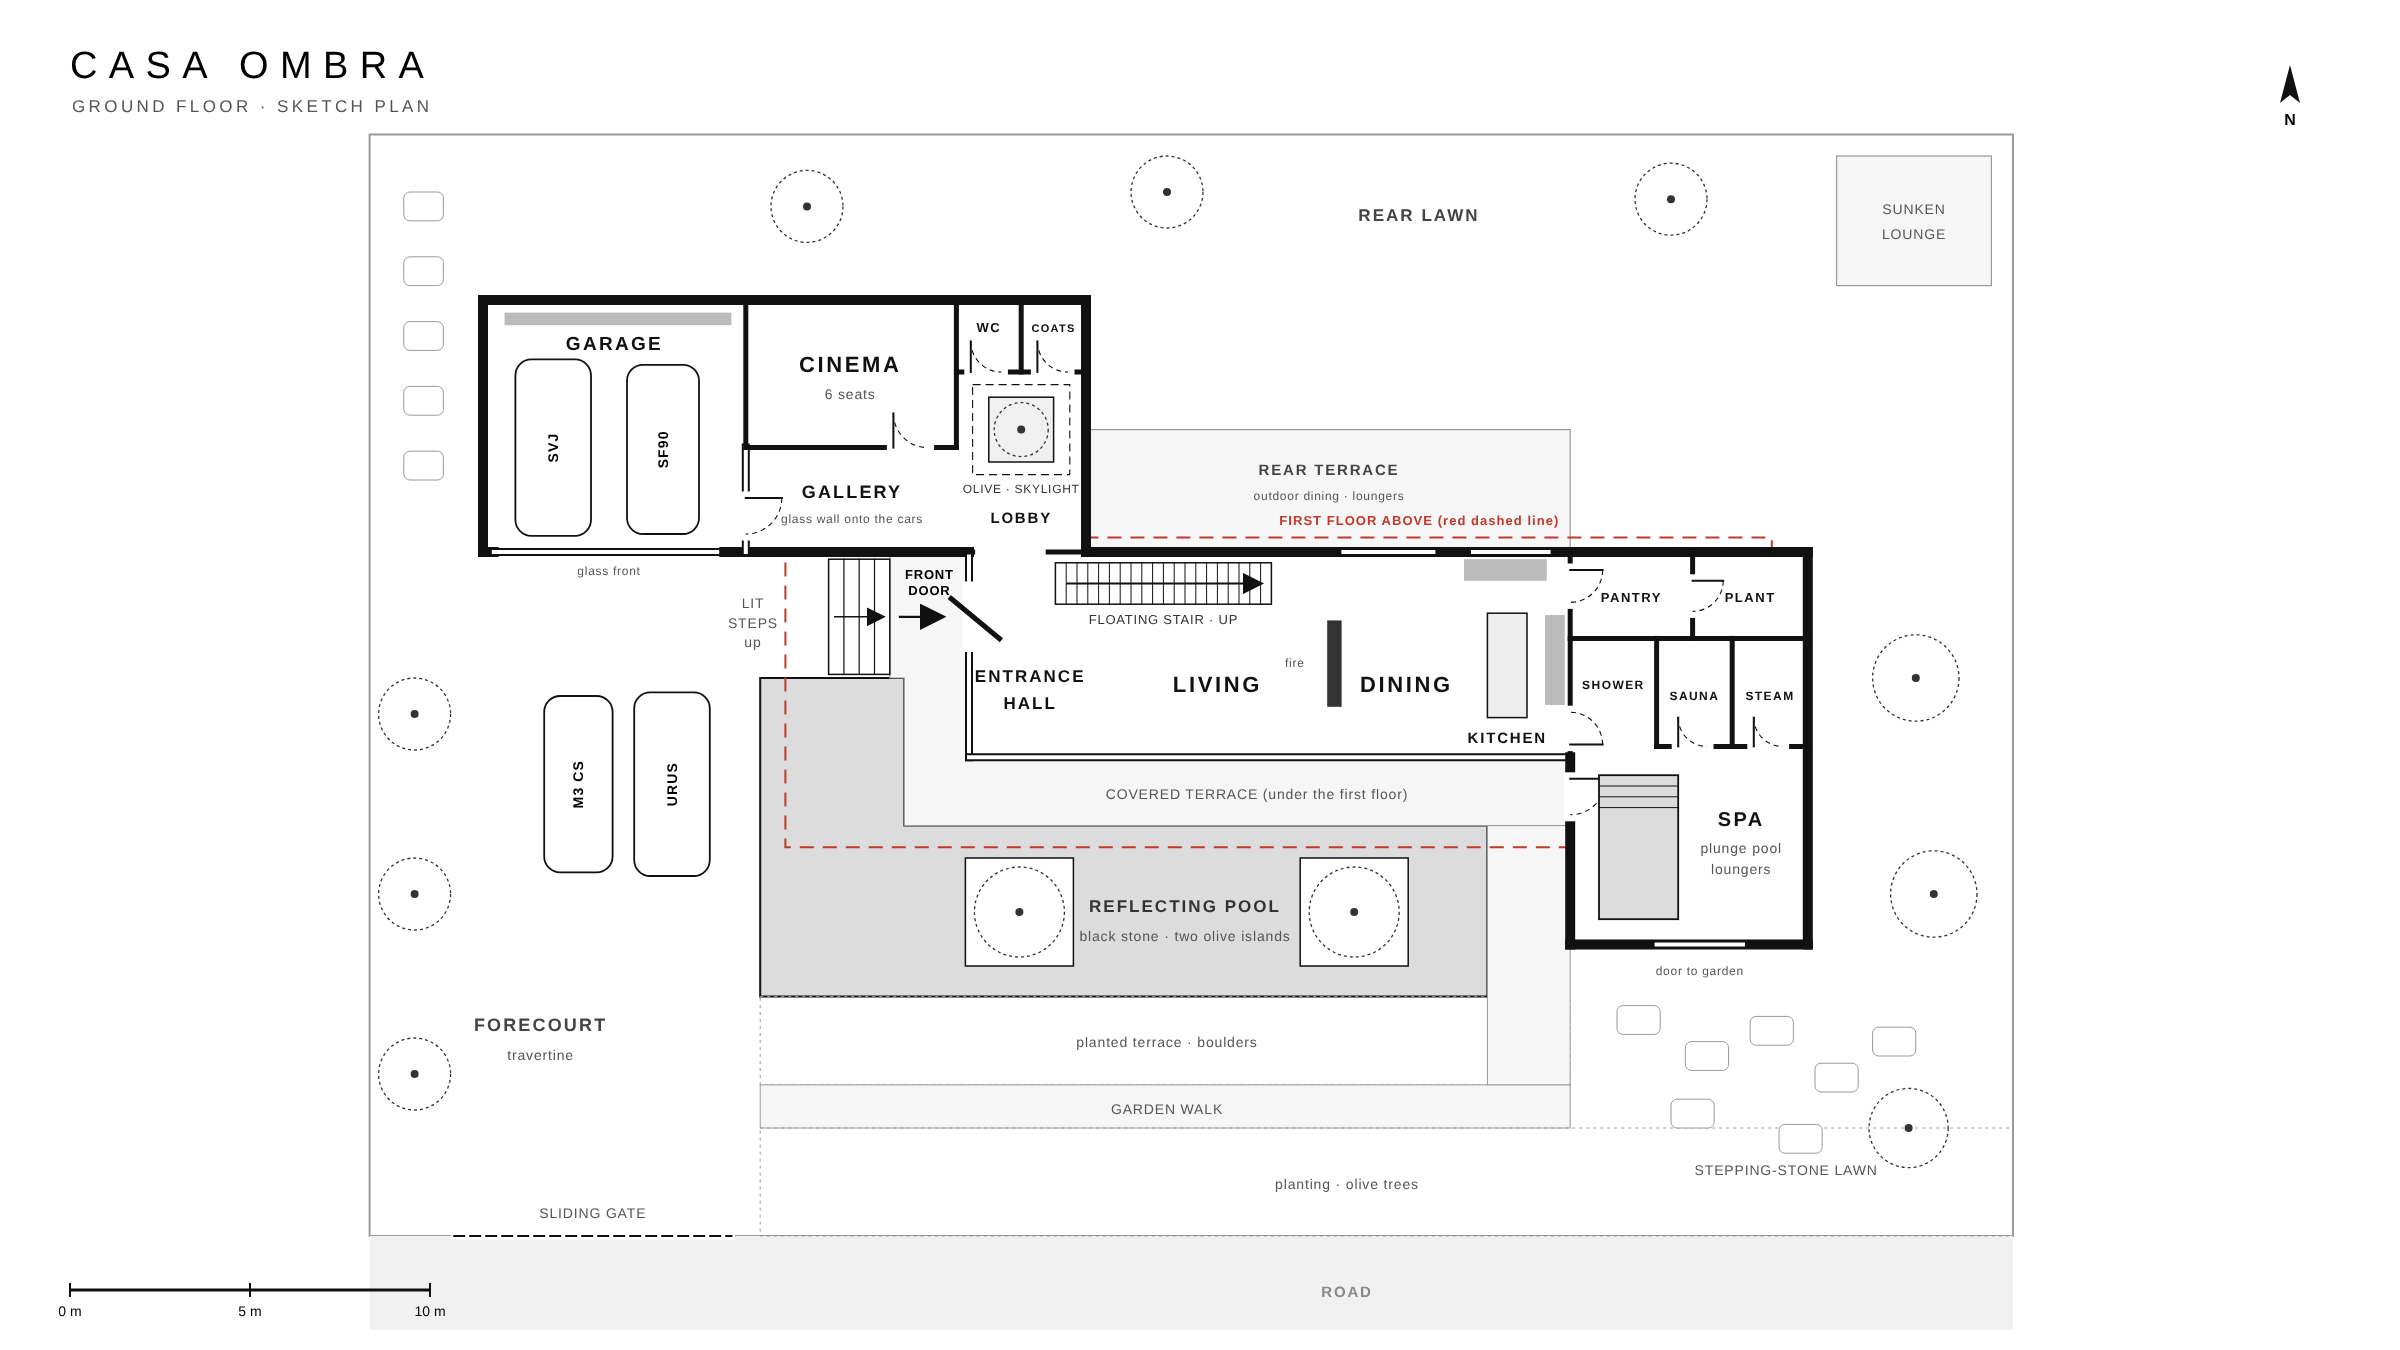 CASA OMBRA
GROUND FLOOR · SKETCH PLAN
N
REAR LAWN
SUNKEN
LOUNGE
GARAGE
SVJ
SF90
CINEMA
6 seats
WC
COATS
OLIVE · SKYLIGHT
LOBBY
GALLERY
glass wall onto the cars
REAR TERRACE
outdoor dining · loungers
FIRST FLOOR ABOVE (red dashed line)
glass front
LIT
STEPS
up
FRONT
DOOR
FLOATING STAIR · UP
ENTRANCE
HALL
LIVING
fire
DINING
KITCHEN
PANTRY
PLANT
SHOWER
SAUNA
STEAM
M3 CS
URUS
COVERED TERRACE (under the first floor)
SPA
plunge pool
loungers
REFLECTING POOL
black stone · two olive islands
door to garden
FORECOURT
travertine
planted terrace · boulders
GARDEN WALK
STEPPING-STONE LAWN
planting · olive trees
SLIDING GATE
ROAD
0 m
5 m
10 m